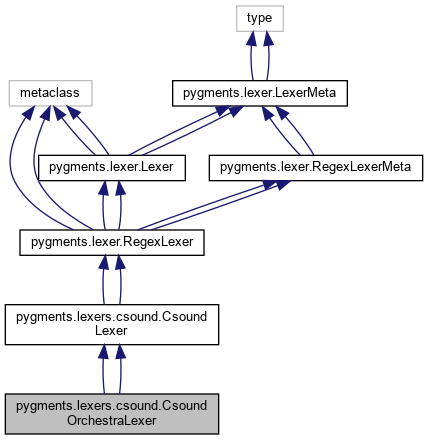 type
metaclass
pygments.lexer.LexerMeta
pygments.lexer.Lexer
pygments.lexer.RegexLexerMeta
pygments.lexer.RegexLexer
pygments.lexers.csound.Csound
Lexer
pygments.lexers.csound.Csound
OrchestraLexer